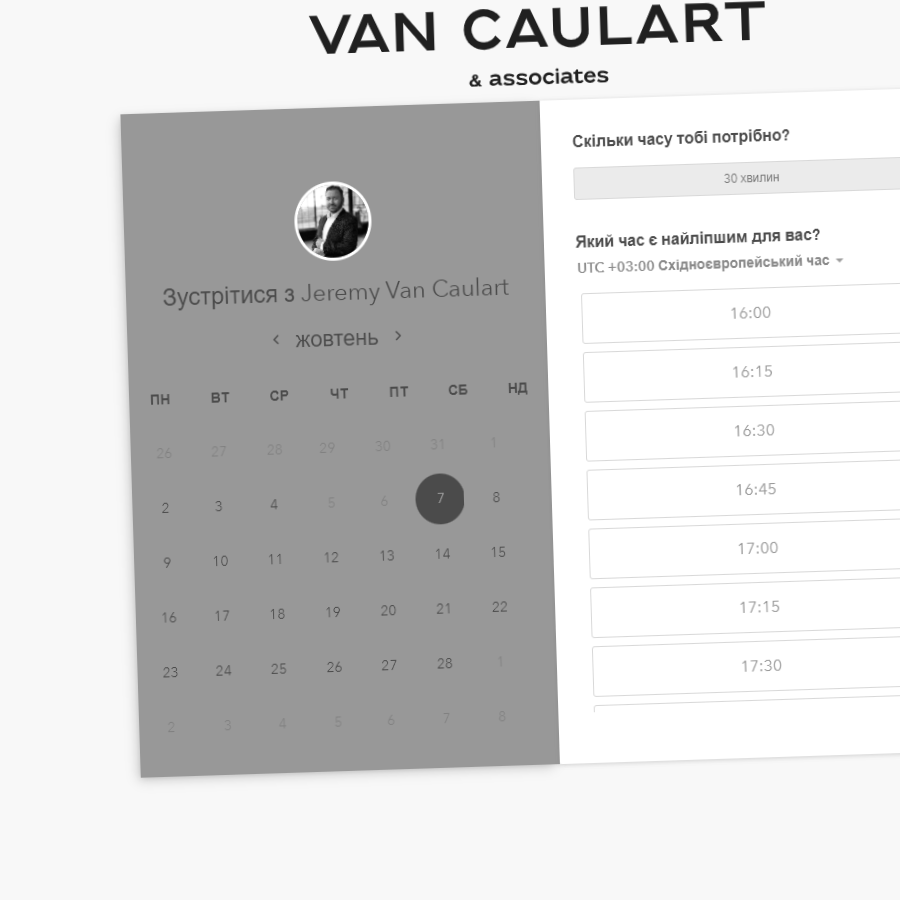 VAN CAULART
& associates
Зустрітися з Jeremy Van Caulart
жовтень
ПН ВТ СР ЧТ ПТ СБ НД
26 27 28 29 30 31 1
2 3 4 5 6 7 8
9 10 11 12 13 14 15
16 17 18 19 20 21 22
23 24 25 26 27 28 1
2 3 4 5 6 7 8
Скільки часу тобі потрібно?
30 хвилин
Який час є найліпшим для вас?
UTC +03:00 Східноєвропейський час
16:00
16:15
16:30
16:45
17:00
17:15
17:30